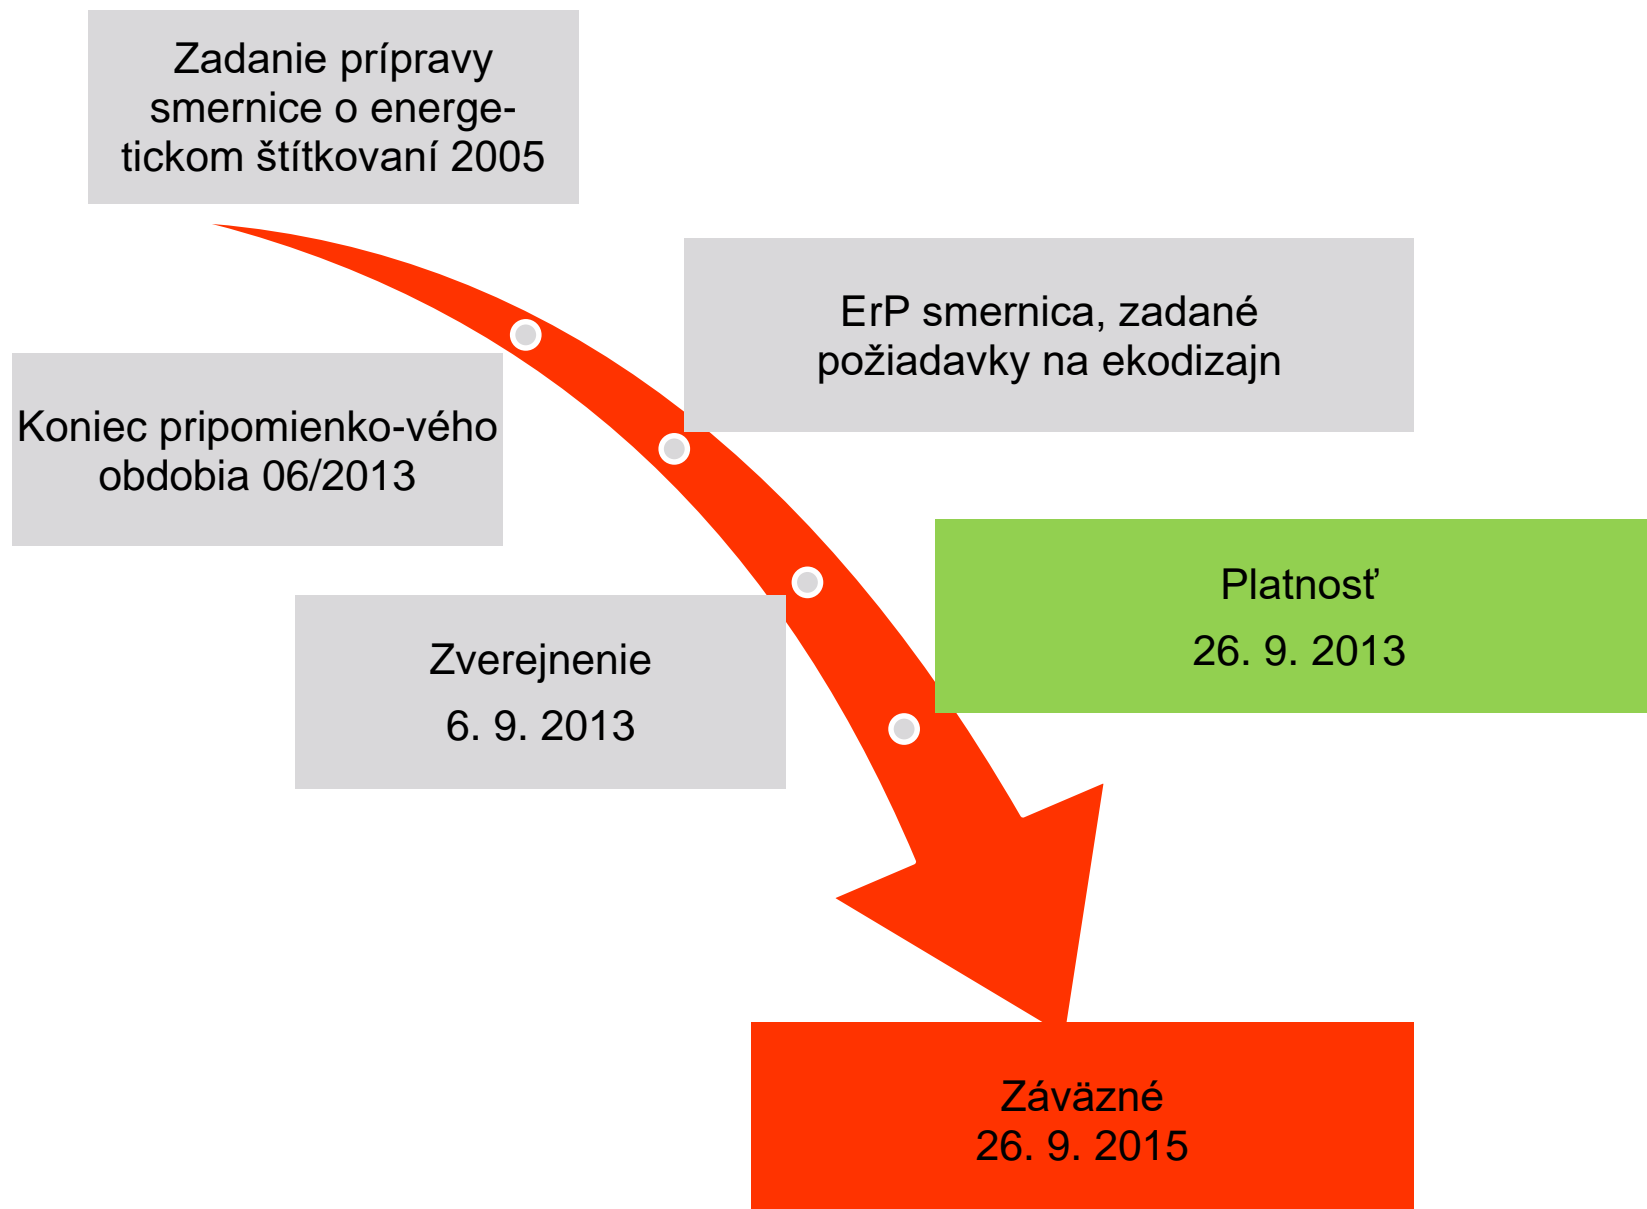 Zadanie prípravy
smernice o energe-
tickom štítkovaní 2005
ErP smernica, zadané
požiadavky na ekodizajn
Koniec pripomienko-vého
obdobia 06/2013
Platnosť
26. 9. 2013
Zverejnenie
6. 9. 2013
Záväzné
26. 9. 2015